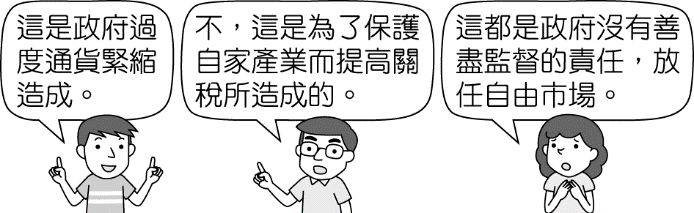 這是政府過
度通貨緊縮
造成。
不，這是為了保護
自家產業而提高關
稅所造成的。
這都是政府沒有善
盡監督的責任，放
任自由市場。